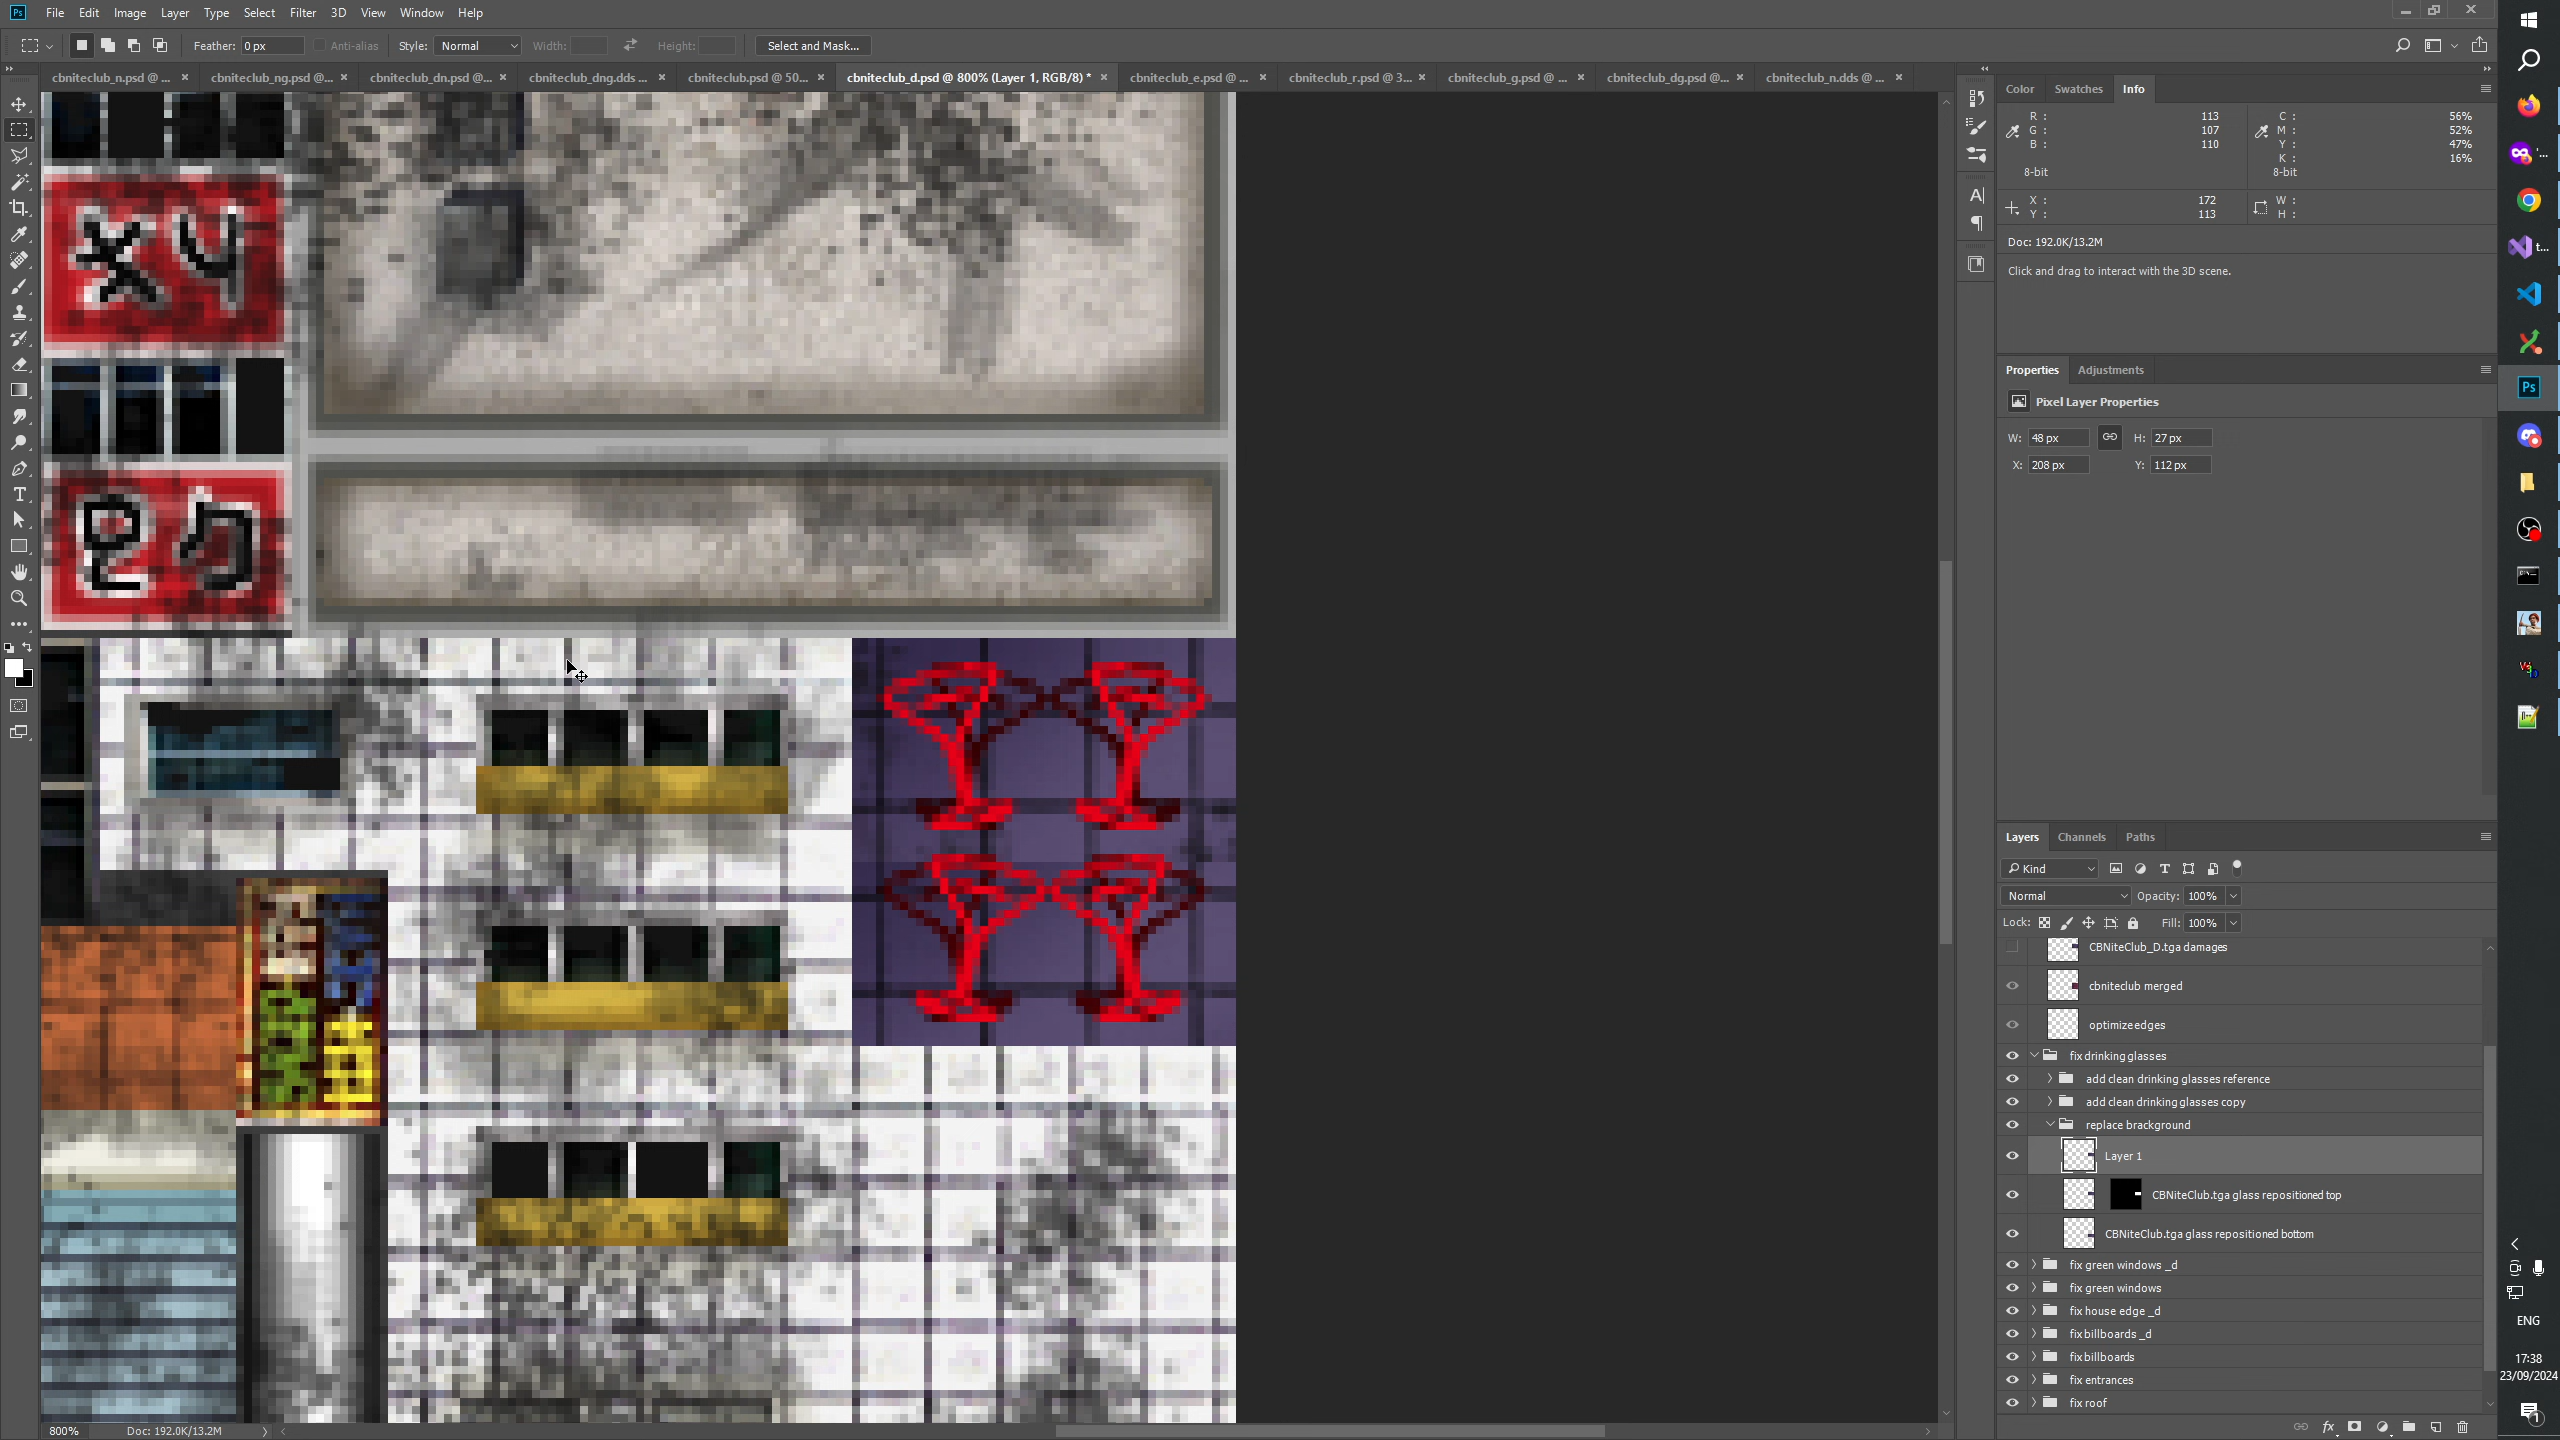 File Edit Image Layer Type Select Filter 3D View Window Help
Feather: 0 px Anti-alias Style: Normal Width: Height: Select and Mask...
cbniteclub_n.psd @ ... cbniteclub_ng.psd @... cbniteclub_dn.psd @... cbniteclub_dng.dds ... cbniteclub.psd @ 50... cbniteclub_d.psd @ 800% (Layer 1, RGB/8) * cbniteclub_e.psd @ ... cbniteclub_r.psd @ 3... cbniteclub_g.psd @ ... cbniteclub_dg.psd @... cbniteclub_n.dds @ ...
Color Swatches Info
R : 113 C : 56%
G : 107 M : 52%
B : 110 Y : 47%
K : 16%
8-bit 8-bit
X : 172 W :
Y : 113 H :
Doc: 192.0K/13.2M
Click and drag to interact with the 3D scene.
Properties Adjustments
Pixel Layer Properties
W: 48 px H: 27 px
X: 208 px Y: 112 px
Layers Channels Paths
Kind
Normal Opacity: 100%
Lock: Fill: 100%
CBNiteClub_D.tga damages
cbniteclub merged
optimize edges
fix drinking glasses
add clean drinking glasses reference
add clean drinking glasses copy
replace brackground
Layer 1
CBNiteClub.tga glass repositioned top
CBNiteClub.tga glass repositioned bottom
fix green windows _d
fix green windows
fix house edge _d
fix billboards _d
fix billboards
fix entrances
fix roof
800% Doc: 192.0K/13.2M
ENG
17:38
23/09/2024